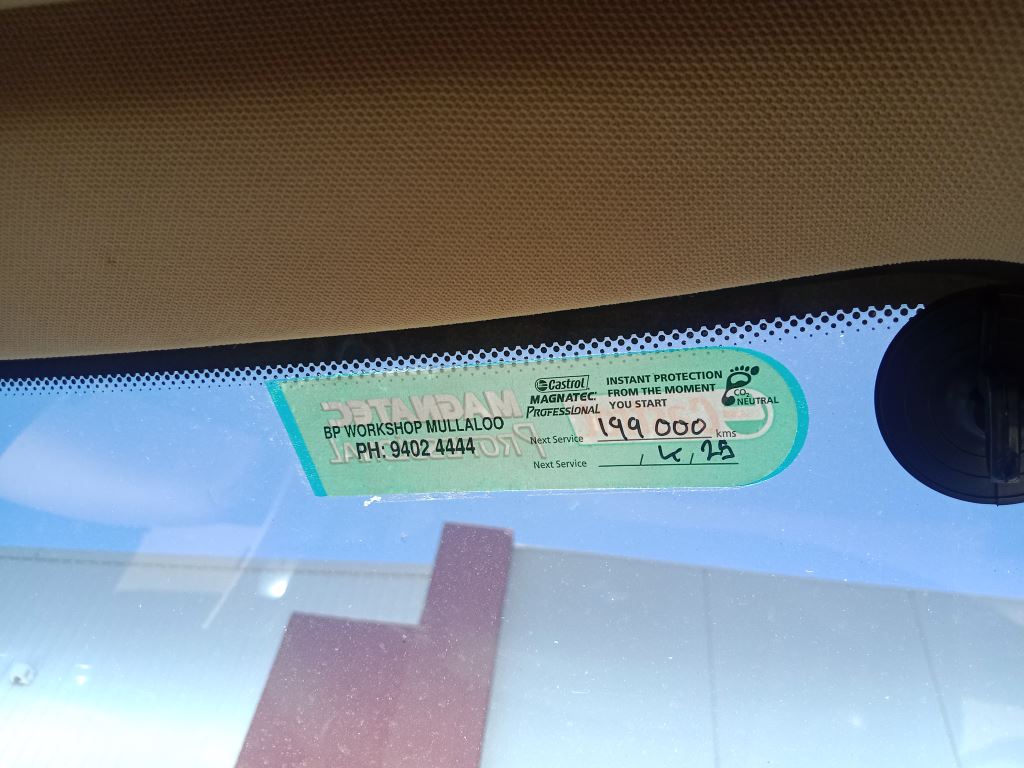 BP WORKSHOP MULLALOO
PH: 9402 4444
Castrol
MAGNATEC
PROFESSIONAL
INSTANT PROTECTION
FROM THE MOMENT
YOU START
CO2
NEUTRAL
Next Service 199 000 kms
Next Service / / 25